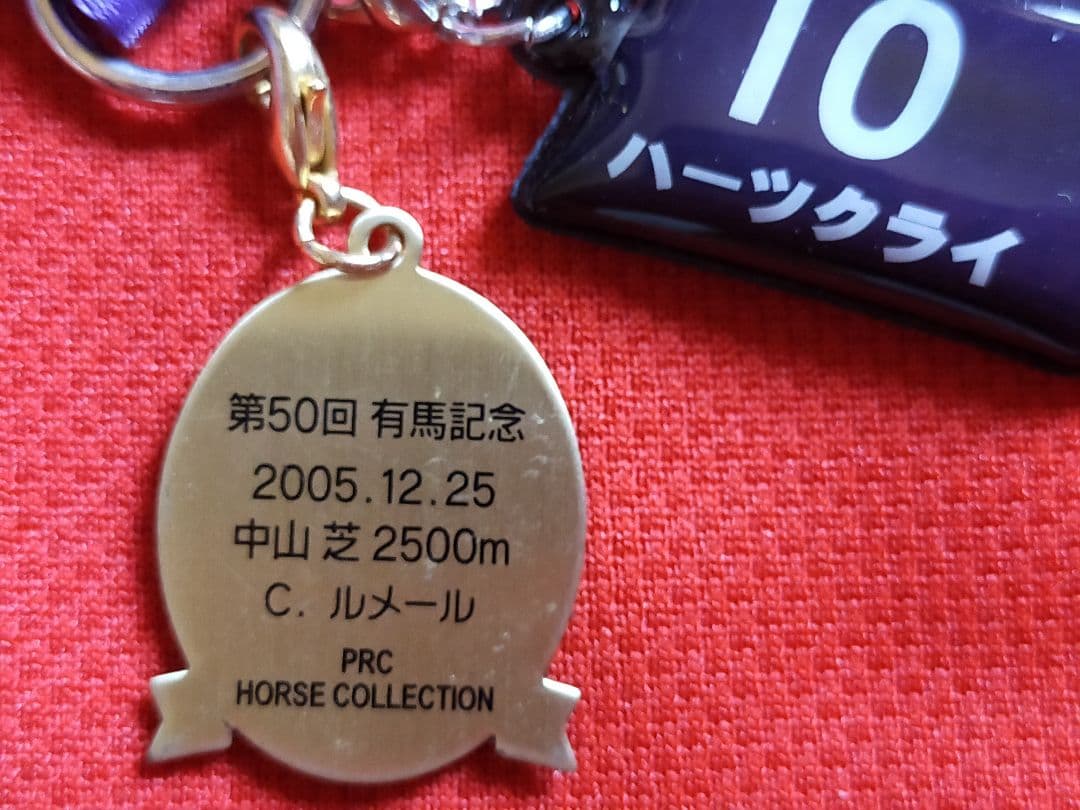 10
ハーツクライ
第50回 有馬記念
2005.12.25
中山 芝 2500m
C. ルメール
PRC
HORSE COLLECTION